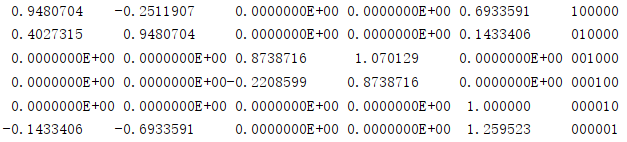 0.9480704 -0.2511907 0.0000000E+00 0.0000000E+00 0.6933591 100000
0.4027315 0.9480704 0.0000000E+00 0.0000000E+00 0.1433406 010000
0.0000000E+00 0.0000000E+00 0.8738716 1.070129 0.0000000E+00 001000
0.0000000E+00 0.0000000E+00-0.2208599 0.8738716 0.0000000E+00 000100
0.0000000E+00 0.0000000E+00 0.0000000E+00 0.0000000E+00 1.000000 000010
-0.1433406 -0.6933591 0.0000000E+00 0.0000000E+00 1.259523 000001